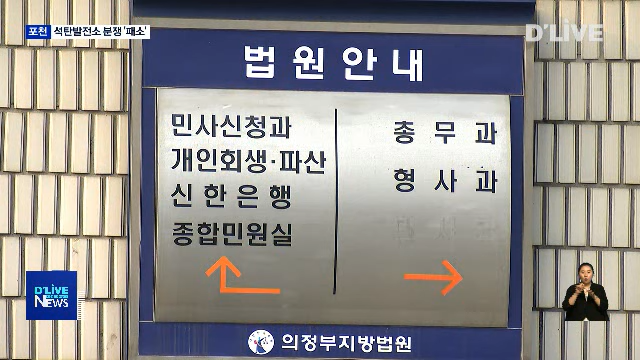 포천 석탄발전소 분쟁 '패소'
D'LIVE
법원안내
민사신청과
개인회생·파산
신한은행
종합민원실
총무과
형사과
D'LIVE
NEWS
의정부지방법원